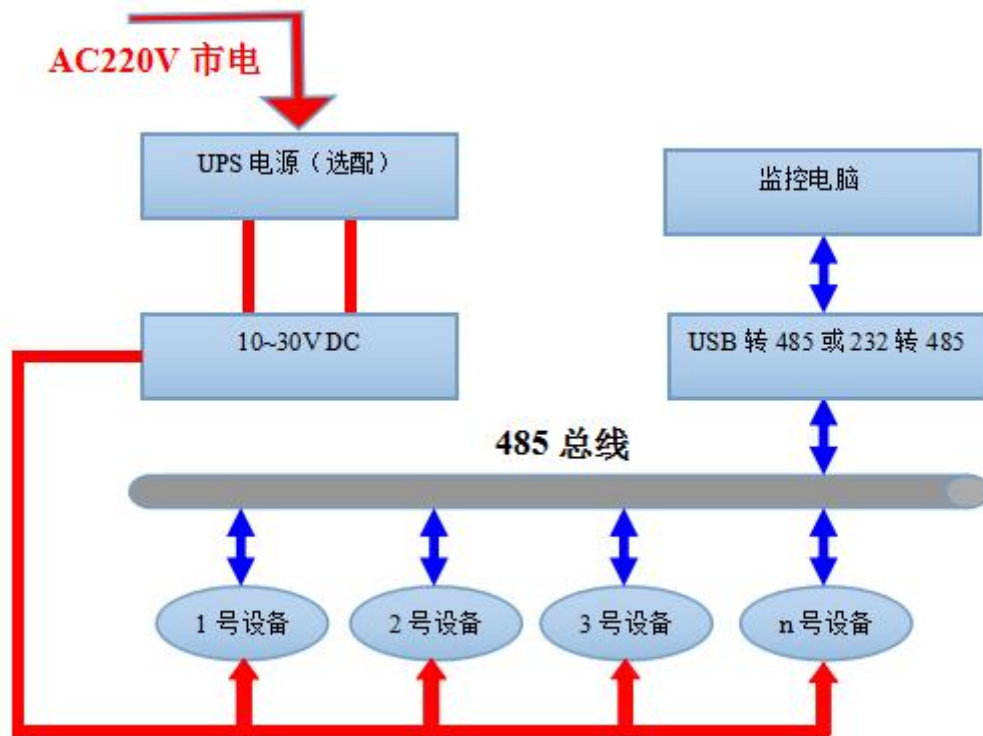 AC220V 市电
UPS 电源（选配）
监控电脑
10~30V DC
USB 转 485 或 232 转 485
485 总线
1 号设备
2 号设备
3 号设备
n 号设备